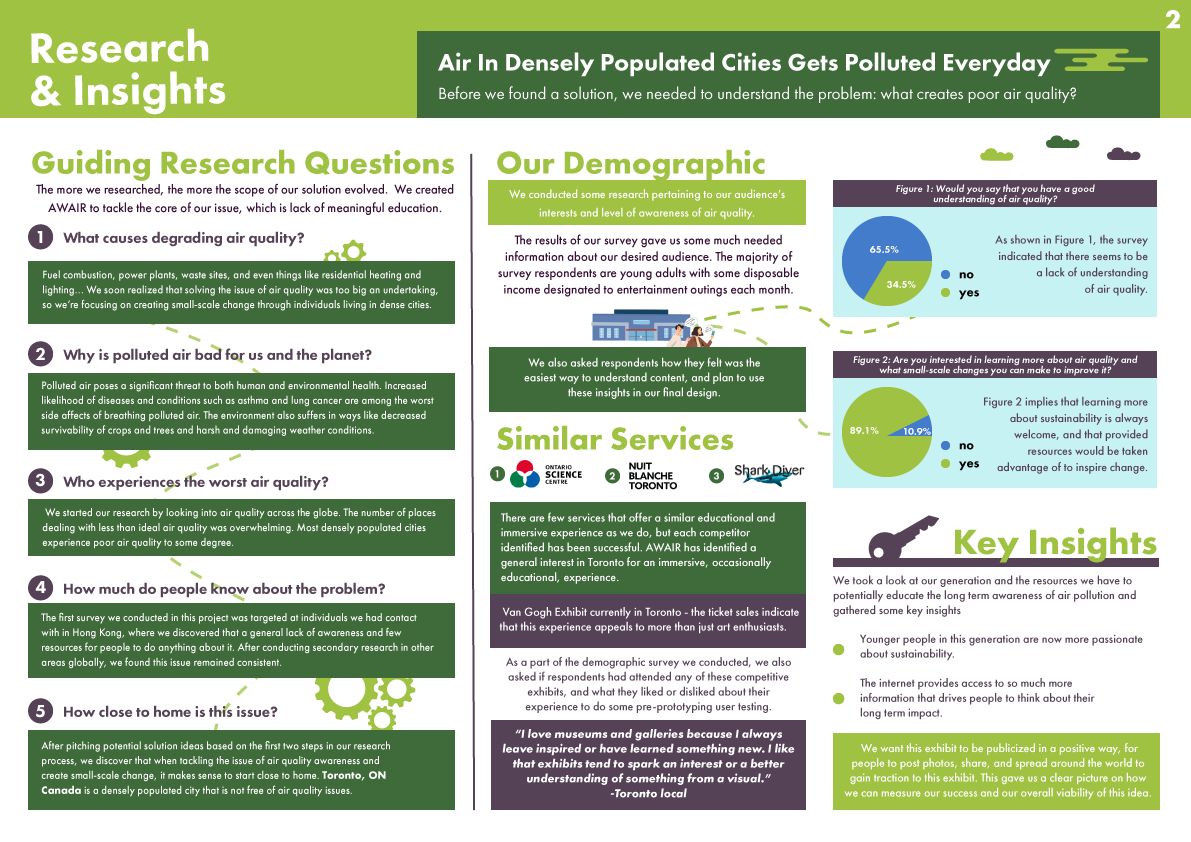 2
Research
& Insights
Air In Densely Populated Cities Gets Polluted Everyday
Before we found a solution, we needed to understand the problem: what creates poor air quality?
Guiding Research Questions
The more we researched, the more the scope of our solution evolved. We created
AWAIR to tackle the core of our issue, which is lack of meaningful education.
1 What causes degrading air quality?
Fuel combustion, power plants, waste sites, and even things like residential heating and
lighting... We soon realized that solving the issue of air quality was too big an undertaking,
so we're focusing on creating small-scale change through individuals living in dense cities.
2 Why is polluted air bad for us and the planet?
Polluted air poses a significant threat to both human and environmental health. Increased
likelihood of diseases and conditions such as asthma and lung cancer are among the worst
side affects of breathing polluted air. The environment also suffers in ways like decreased
survivability of crops and trees and harsh and damaging weather conditions.
3 Who experiences the worst air quality?
We started our research by looking into air quality across the globe. The number of places
dealing with less than ideal air quality was overwhelming. Most densely populated cities
experience poor air quality to some degree.
4 How much do people know about the problem?
The first survey we conducted in this project was targeted at individuals we had contact
with in Hong Kong, where we discovered that a general lack of awareness and few
resources for people to do anything about it. After conducting secondary research in other
areas globally, we found this issue remained consistent.
5 How close to home is this issue?
After pitching potential solution ideas based on the first two steps in our research
process, we discover that when tackling the issue of air quality awareness and
create small-scale change, it makes sense to start close to home. Toronto, ON
Canada is a densely populated city that is not free of air quality issues.
Our Demographic
We conducted some research pertaining to our audience's
interests and level of awareness of air quality.
The results of our survey gave us some much needed
information about our desired audience. The majority of
survey respondents are young adults with some disposable
income designated to entertainment outings each month.
We also asked respondents how they felt was the
easiest way to understand content, and plan to use
these insights in our final design.
Similar Services
1 ONTARIO
SCIENCE
CENTRE
2 NUIT
BLANCHE
TORONTO
3 Shark Diver
There are few services that offer a similar educational and
immersive experience as we do, but each competitor
identified has been successful. AWAIR has identified a
general interest in Toronto for an immersive, occasionally
educational, experience.
Van Gogh Exhibit currently in Toronto - the ticket sales indicate
that this experience appeals to more than just art enthusiasts.
As a part of the demographic survey we conducted, we also
asked if respondents had attended any of these competitive
exhibits, and what they liked or disliked about their
experience to do some pre-prototyping user testing.
"I love museums and galleries because I always
leave inspired or have learned something new. I like
that exhibits tend to spark an interest or a better
understanding of something from a visual."
-Toronto local
Figure 1: Would you say that you have a good
understanding of air quality?
65.5%
34.5%
no
yes
As shown in Figure 1, the survey
indicated that there seems to be
a lack of understanding
of air quality.
Figure 2: Are you interested in learning more about air quality and
what small-scale changes you can make to improve it?
89.1%
10.9%
no
yes
Figure 2 implies that learning more
about sustainability is always
welcome, and that provided
resources would be taken
advantage of to inspire change.
Key Insights
We took a look at our generation and the resources we have to
potentially educate the long term awareness of air pollution and
gathered some key insights
Younger people in this generation are now more passionate
about sustainability.
The internet provides access to so much more
information that drives people to think about their
long term impact.
We want this exhibit to be publicized in a positive way, for
people to post photos, share, and spread around the world to
gain traction to this exhibit. This gave us a clear picture on how
we can measure our success and our overall viability of this idea.